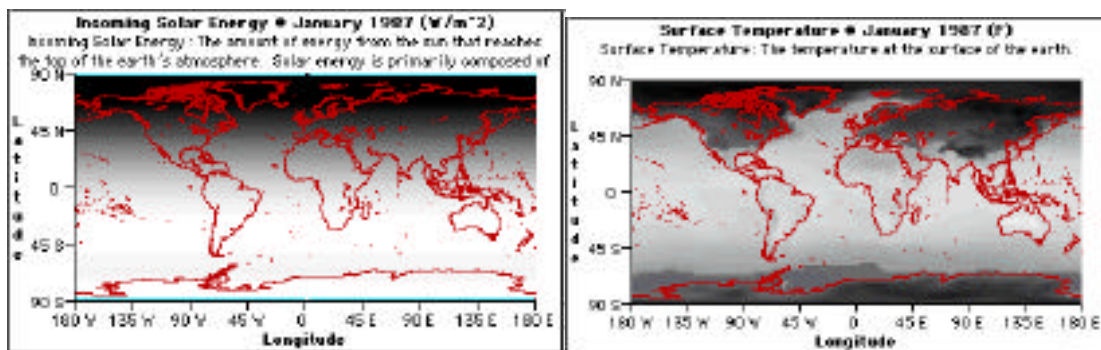 Incoming Solar Energy @ January 1987 (W/m^2)
Incoming Solar Energy : The amount of energy from the sun that reaches
the top of the earth's atmosphere. Solar energy is primarily composed of
90 N
45 N
0
45 S
90 S
Latitude
180 W 135 W 90 W 45 W 0 45 E 90 E 135 E 180 E
Longitude
Surface Temperature @ January 1987 (F)
Surface Temperature: The temperature at the surface of the earth.
90 N
45 N
0
45 S
90 S
Latitude
180 W 135 W 90 W 45 W 0 45 E 90 E 135 E 180 E
Longitude